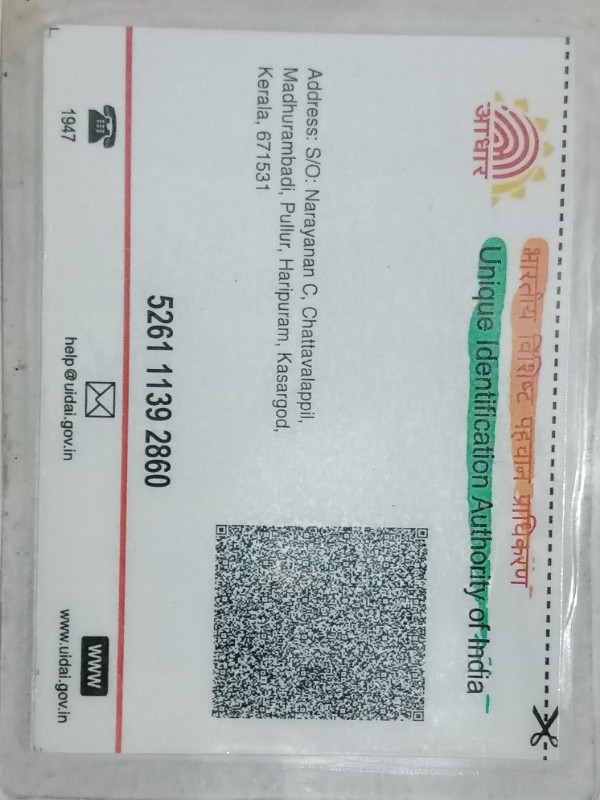 भारतीय विशिष्ट पहचान प्राधिकरण
Unique Identification Authority of India
आधार
Address: S/O: Narayanan C, Chattavalappil,
Madhurambadi, Pullur, Haripuram, Kasargod,
Kerala, 671531
5261 1139 2860
1947
help@uidai.gov.in
www
www.uidai.gov.in